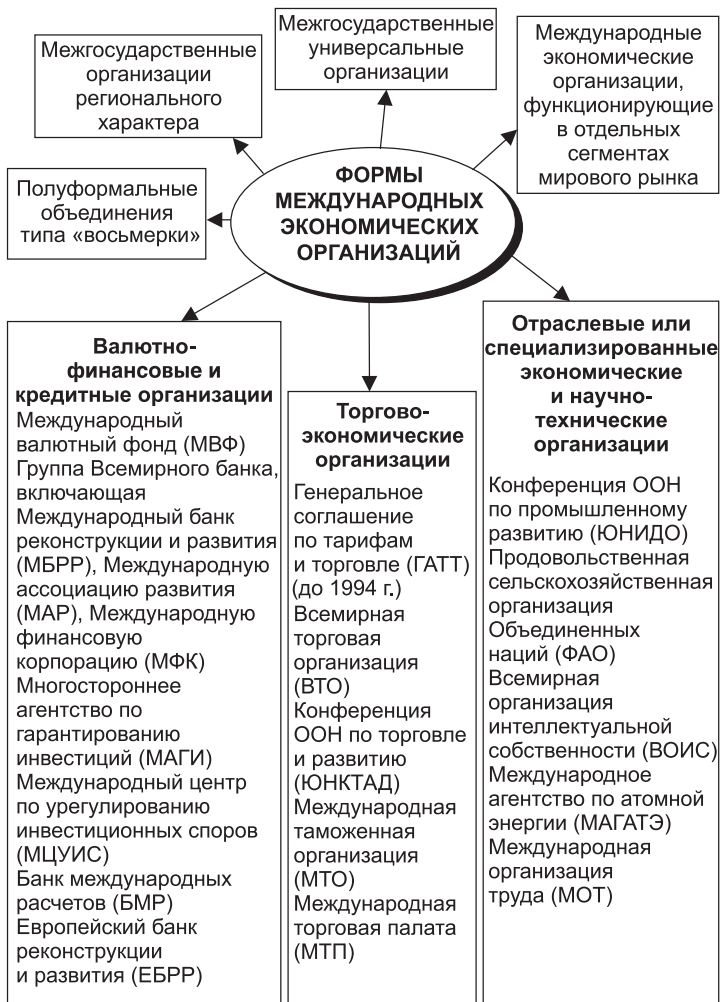 Межгосударственные
организации
регионального
характера
Межгосударственные
универсальные
организации
Международные
экономические
организации,
функционирующие
в отдельных
сегментах
мирового рынка
Полуформальные
объединения
типа «восьмерки»
ФОРМЫ
МЕЖДУНАРОДНЫХ
ЭКОНОМИЧЕСКИХ
ОРГАНИЗАЦИЙ
Валютно-
финансовые и
кредитные организации
Международный
валютный фонд (МВФ)
Группа Всемирного банка,
включающая
Международный банк
реконструкции и развития
(МБРР), Международную
ассоциацию развития
(МАР), Международную
финансовую
корпорацию (МФК)
Многостороннее
агентство по
гарантированию
инвестиций (МАГИ)
Международный центр
по урегулированию
инвестиционных споров
(МЦУИС)
Банк международных
расчетов (БМР)
Европейский банк
реконструкции
и развития (ЕБРР)
Торгово-
экономические
организации
Генеральное
соглашение
по тарифам
и торговле (ГАТТ)
(до 1994 г.)
Всемирная
торговая
организация
(ВТО)
Конференция
ООН по торговле
и развитию
(ЮНКТАД)
Международная
таможенная
организация
(МТО)
Международная
торговая палата
(МТП)
Отраслевые или
специализированные
экономические
и научно-
технические
организации
Конференция ООН
по промышленному
развитию (ЮНИДО)
Продовольственная
сельскохозяйственная
организация
Объединенных
наций (ФАО)
Всемирная
организация
интеллектуальной
собственности (ВОИС)
Международное
агентство по атомной
энергии (МАГАТЭ)
Международная
организация
труда (МОТ)